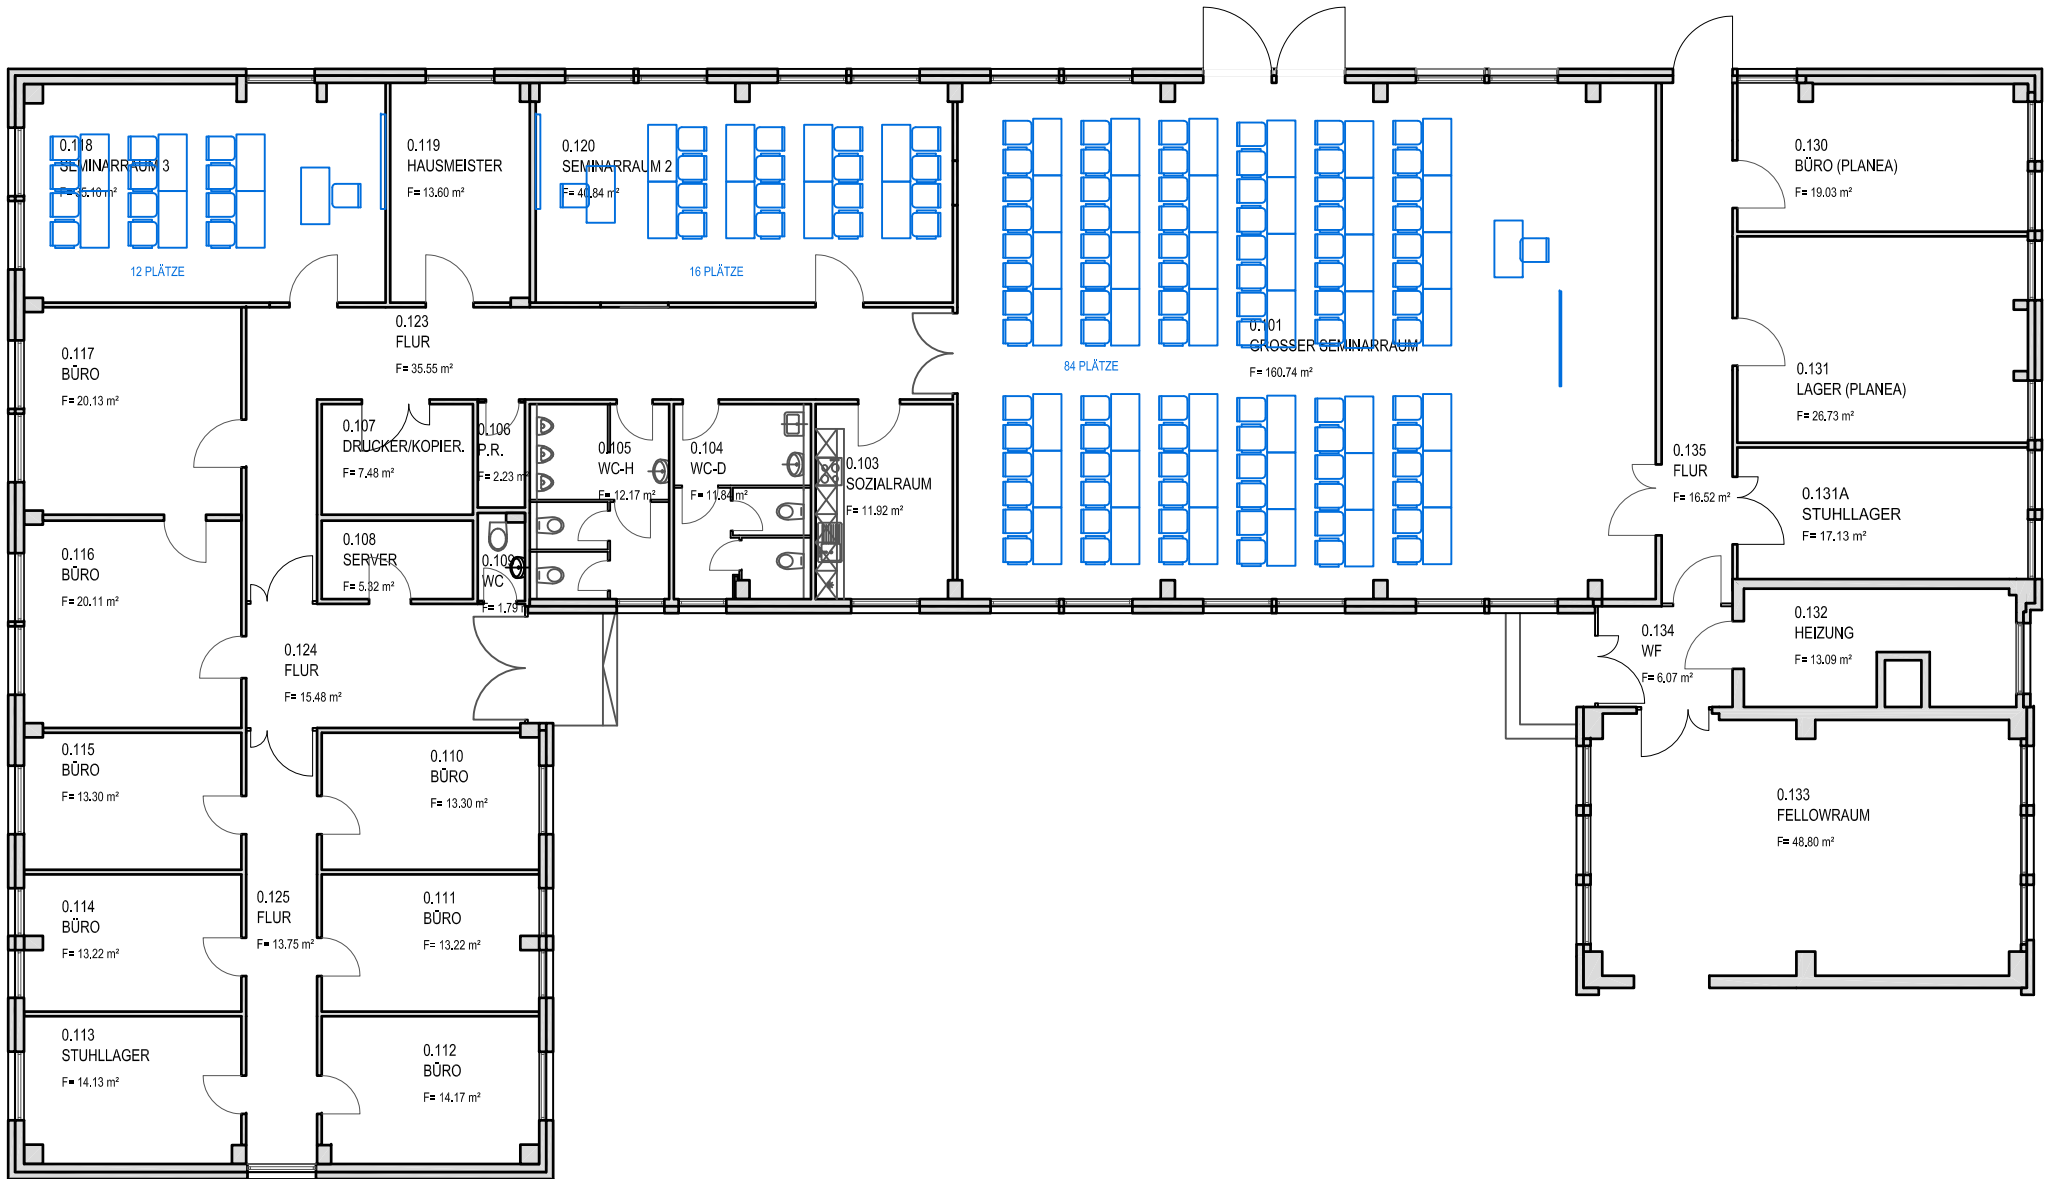 0.118
SEMINARRAUM 3
F= 35.10 m²
12 PLÄTZE
0.119
HAUSMEISTER
F= 13.60 m²
0.120
SEMINARRAUM 2
F= 40.84 m²
16 PLÄTZE
0.101
GROSSER SEMINARRAUM
F= 160.74 m²
84 PLÄTZE
0.130
BÜRO (PLANEA)
F= 19.03 m²
0.131
LAGER (PLANEA)
F= 26.73 m²
0.131A
STUHLLAGER
F= 17.13 m²
0.135
FLUR
F= 16.52 m²
0.123
FLUR
F= 35.55 m²
0.117
BÜRO
F= 20.13 m²
0.107
DRUCKER/KOPIER.
F= 7.48 m²
0.106
P.R.
F= 2.23 m²
0.105
WC-H
F= 12.17 m²
0.104
WC-D
F= 11.84 m²
0.103
SOZIALRAUM
F= 11.92 m²
0.116
BÜRO
F= 20.11 m²
0.108
SERVER
F= 5.32 m²
0.109
WC
F= 1.79 m²
0.124
FLUR
F= 15.48 m²
0.132
HEIZUNG
F= 13.09 m²
0.134
WF
F= 6.07 m²
0.133
FELLOWRAUM
F= 48.80 m²
0.115
BÜRO
F= 13.30 m²
0.110
BÜRO
F= 13.30 m²
0.114
BÜRO
F= 13.22 m²
0.125
FLUR
F= 13.75 m²
0.111
BÜRO
F= 13.22 m²
0.113
STUHLLAGER
F= 14.13 m²
0.112
BÜRO
F= 14.17 m²